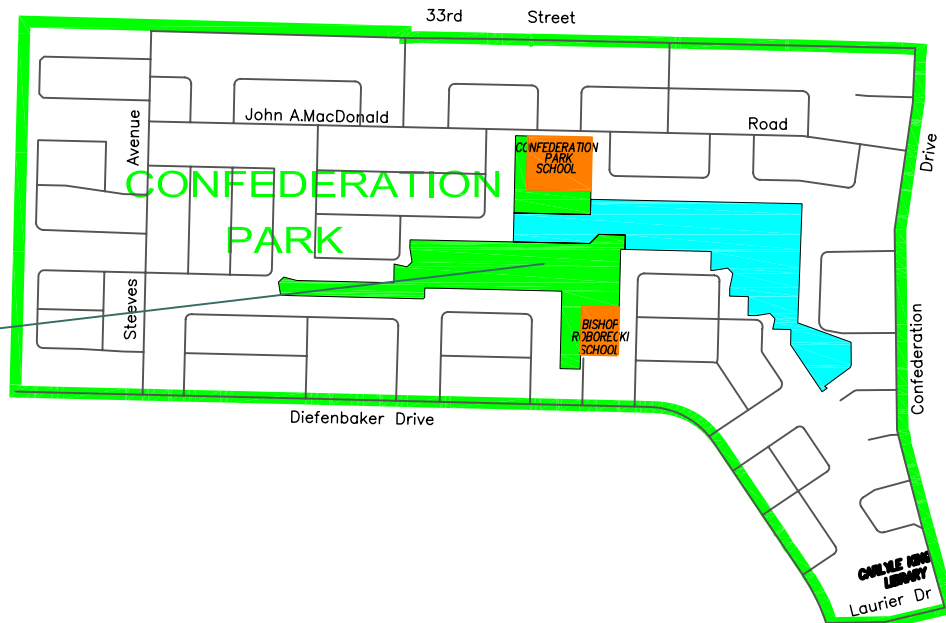 33rd Street
John A.MacDonald Road
Avenue
Drive
CONFEDERATION
PARK
SCHOOL
CONFEDERATION
PARK
Steeves
BISHOP
ROBORECKI
SCHOOL
Confederation
Diefenbaker Drive
CARLYLE KING
LIBRARY
Laurier Dr